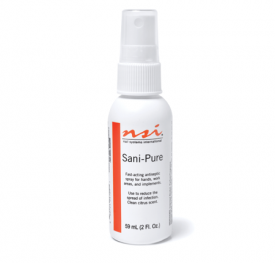 nsi.
nail systems international
Sani-Pure
Fast acting antiseptic
spray for hands, work
areas, and implements.
Use to reduce the
spread of infection.
Clean citrus scent.
59 mL (2 Fl. Oz.)